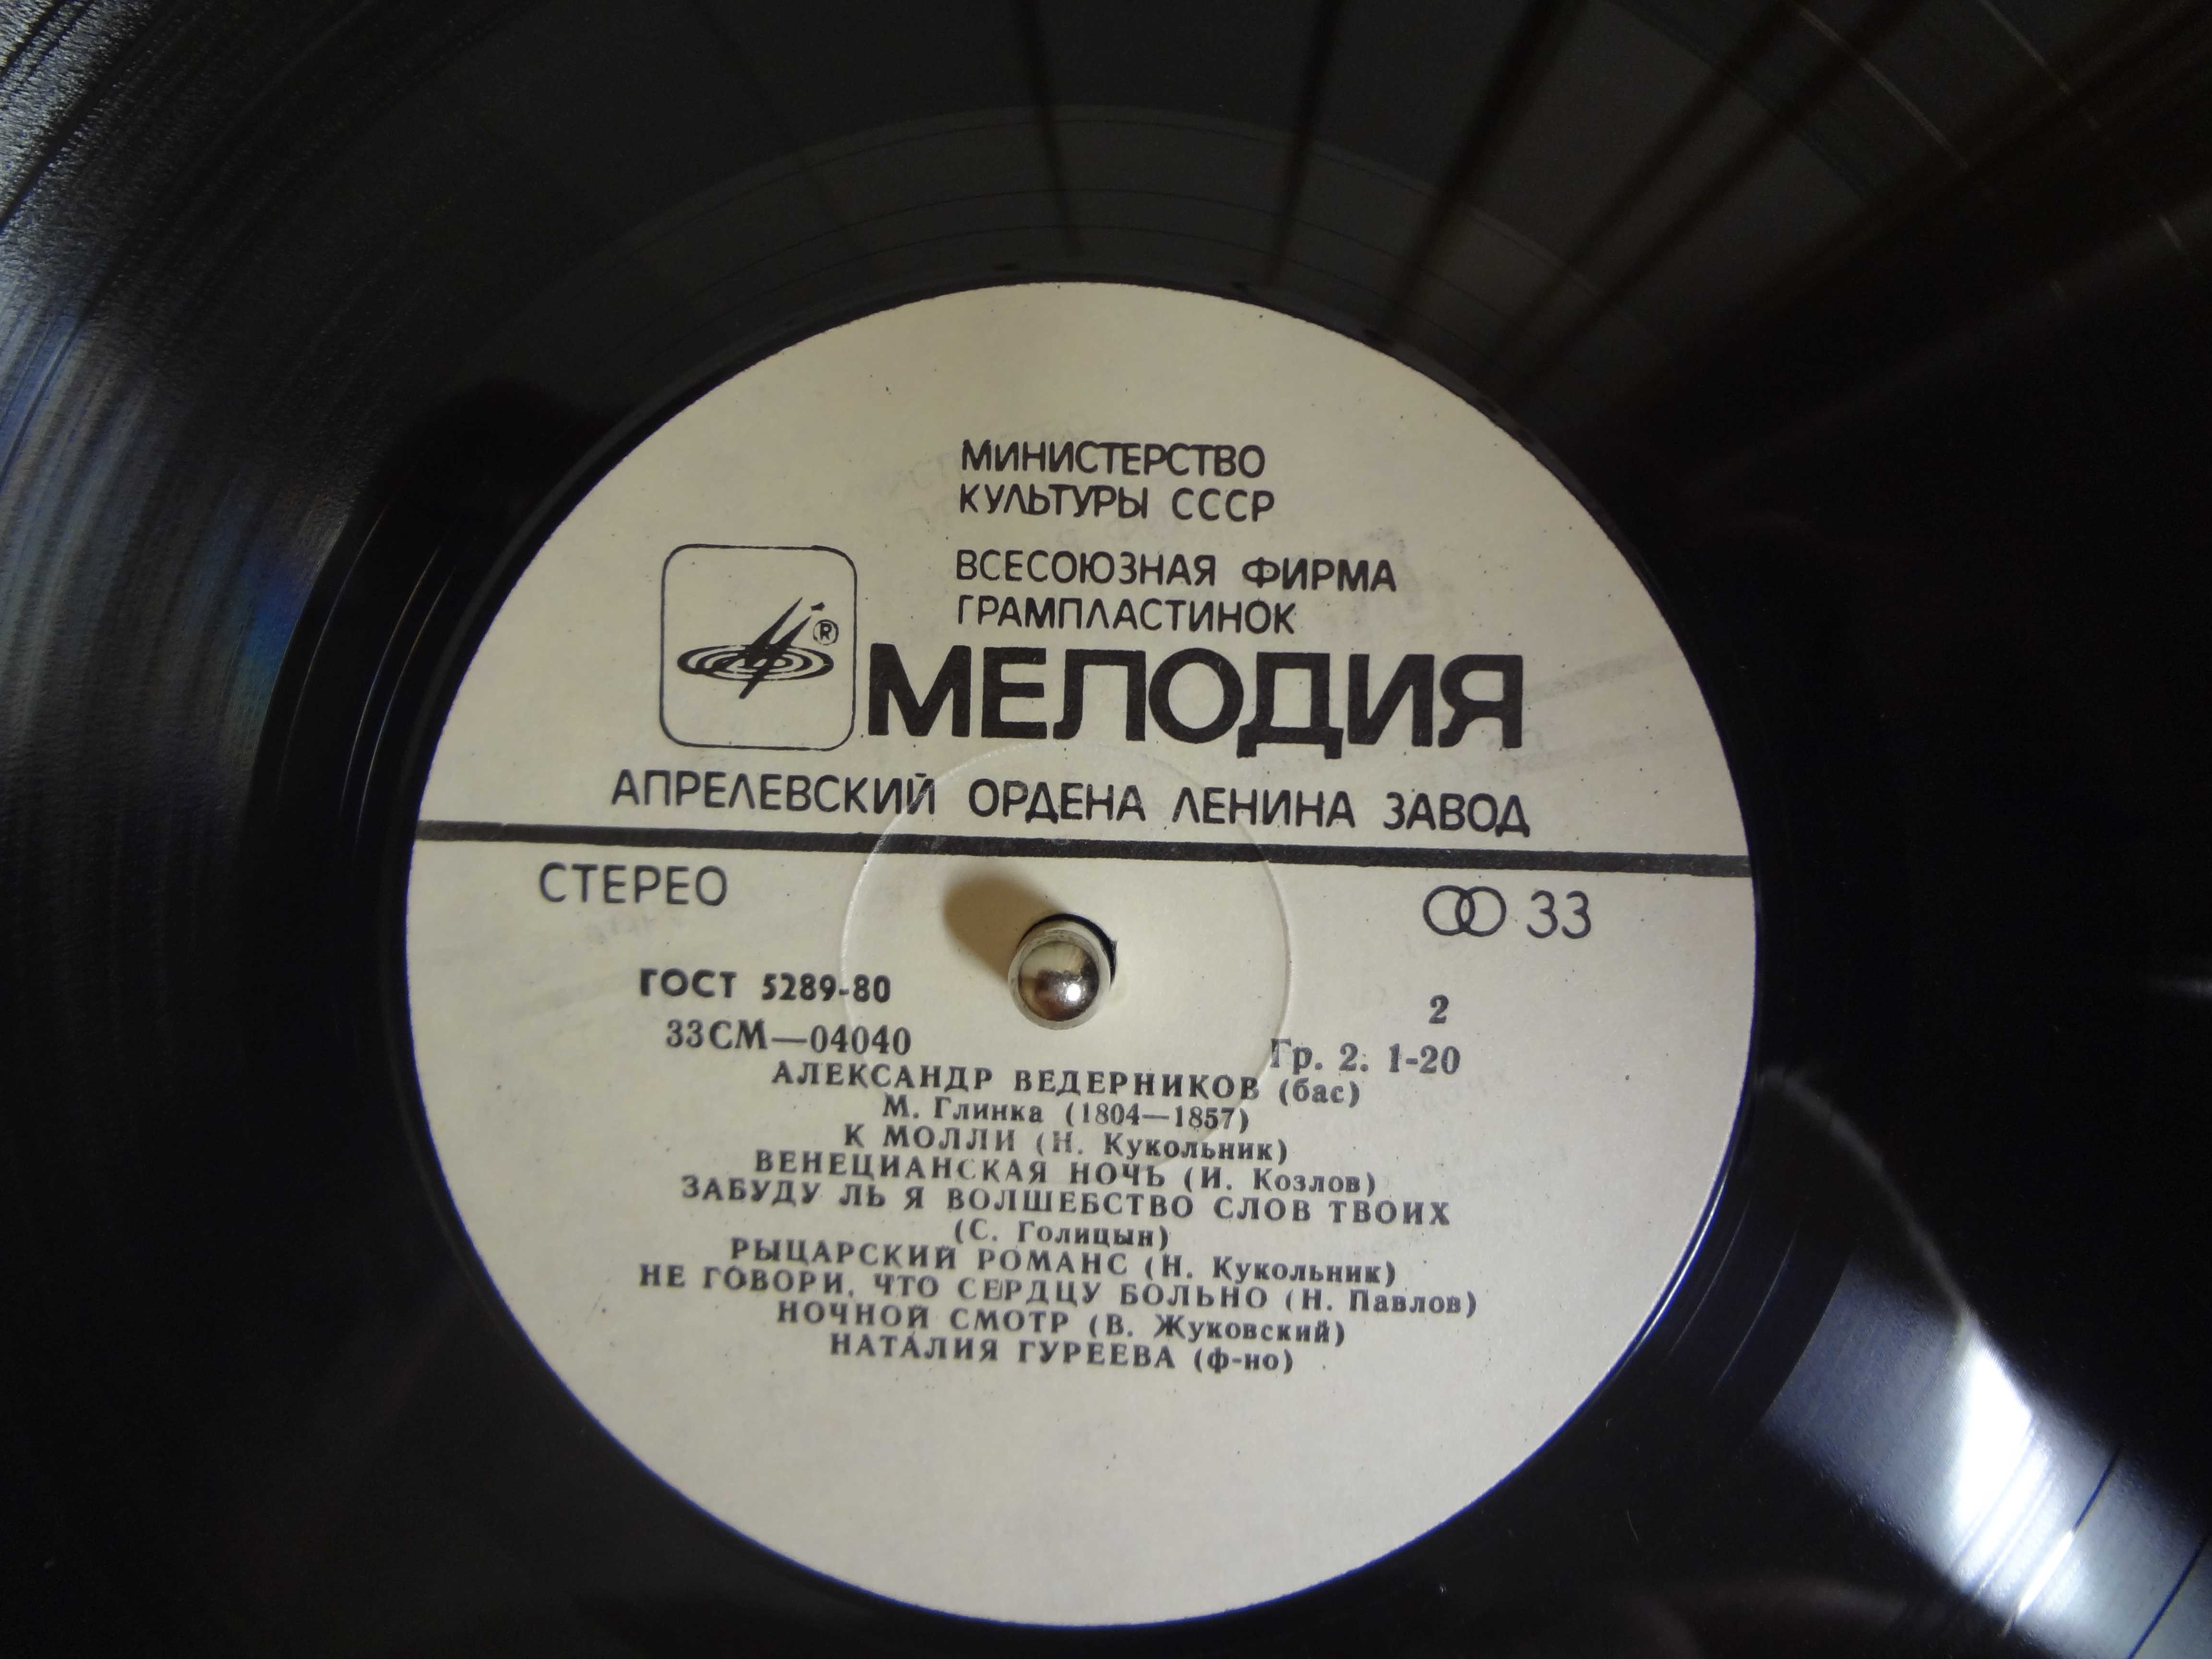 МИНИСТЕРСТВО
КУЛЬТУРЫ СССР
ВСЕСОЮЗНАЯ ФИРМА
ГРАМПЛАСТИНОК
®
МЕЛОДИЯ
АПРЕЛЕВСКИЙ ОРДЕНА ЛЕНИНА ЗАВОД
СТЕРЕО
33
ГОСТ 5289-80
2
33СМ—04040
Гр. 2. 1-20
АЛЕКСАНДР ВЕДЕРНИКОВ (бас)
М. Глинка (1804—1857)
К МОЛЛИ (Н. Кукольник)
ВЕНЕЦИАНСКАЯ НОЧЬ (И. Козлов)
ЗАБУДУ ЛЬ Я ВОЛШЕБСТВО СЛОВ ТВОИХ
(С. Голицын)
РЫЦАРСКИЙ РОМАНС (Н. Кукольник)
НЕ ГОВОРИ, ЧТО СЕРДЦУ БОЛЬНО (Н. Павлов)
НОЧНОЙ СМОТР (В. Жуковский)
НАТАЛИЯ ГУРЕЕВА (ф-но)